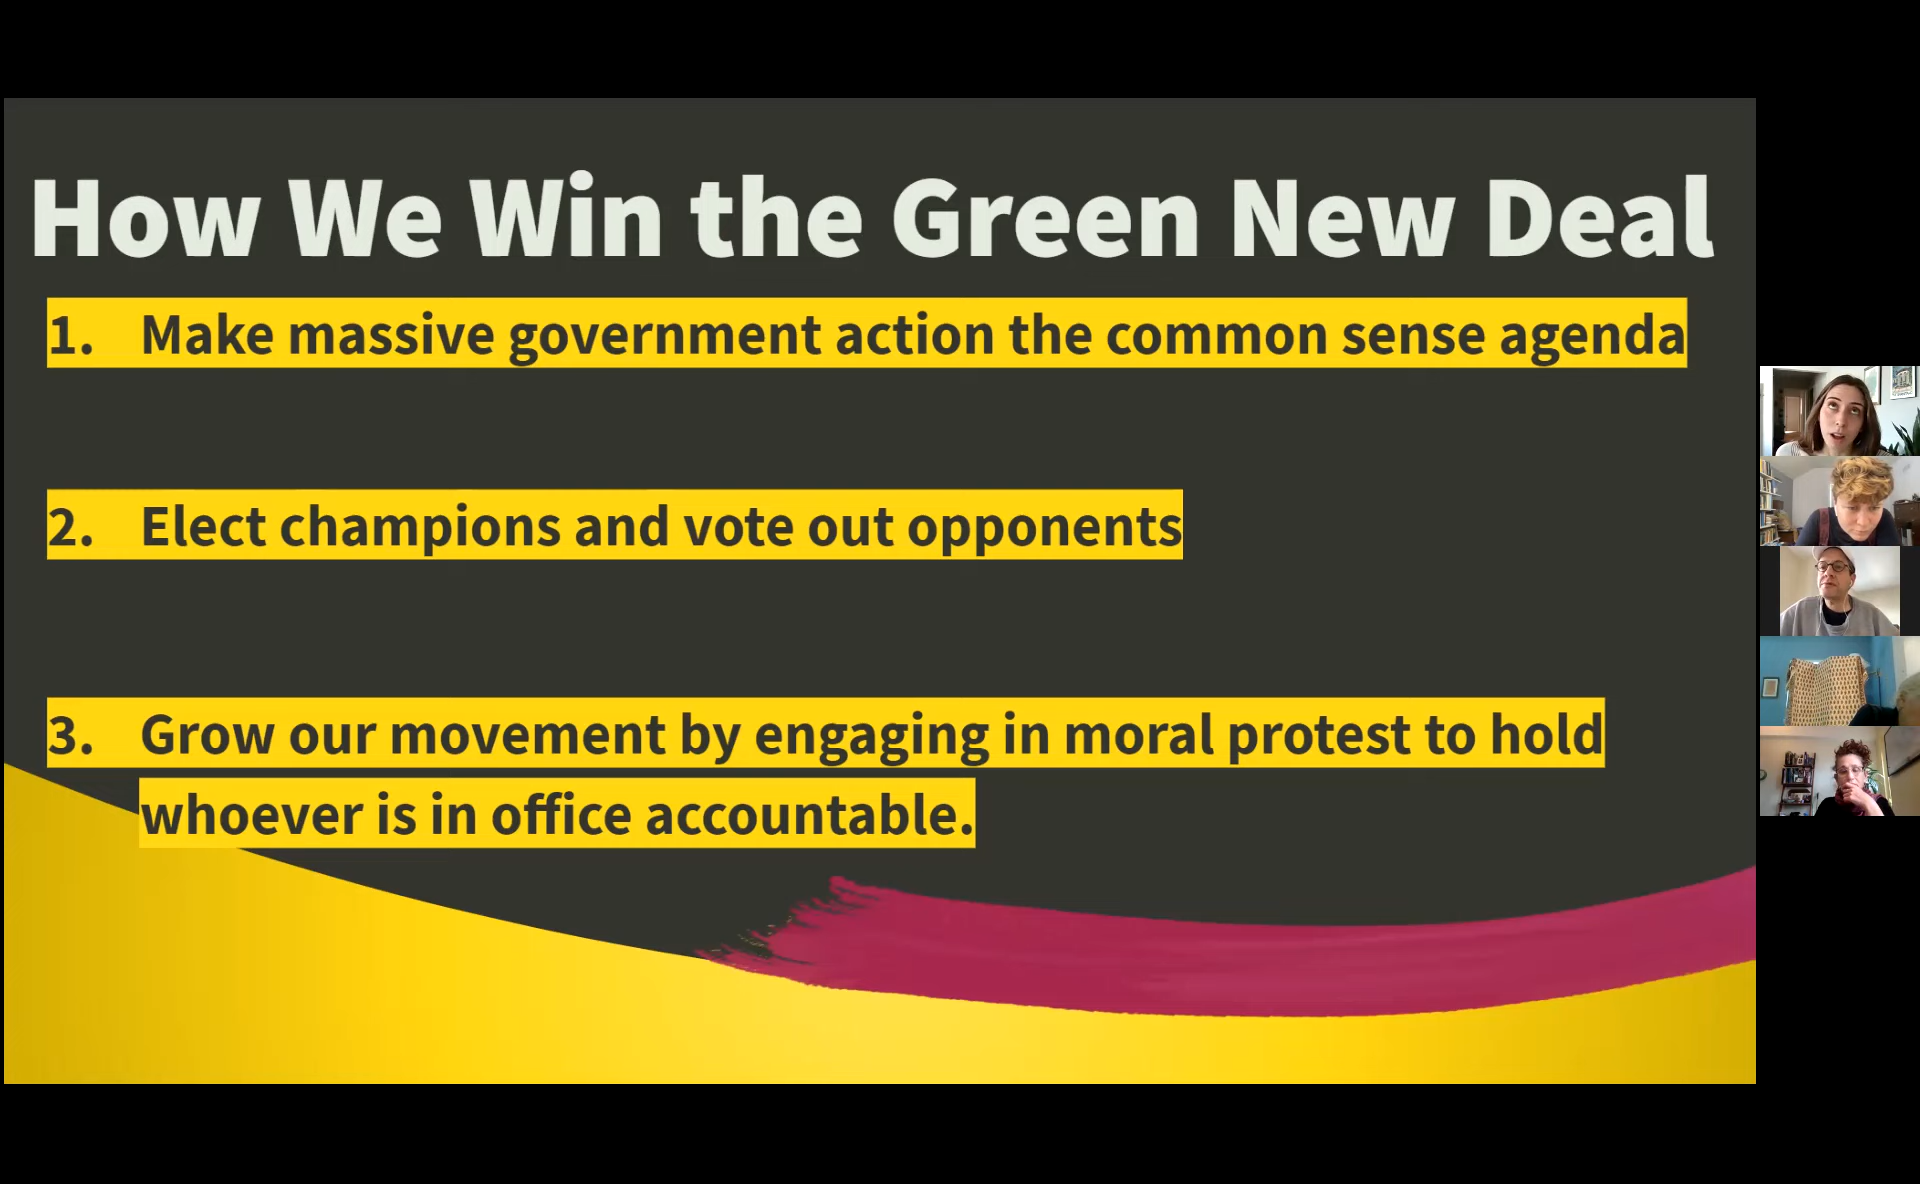 How We Win the Green New Deal
1. Make massive government action the common sense agenda
2. Elect champions and vote out opponents
3. Grow our movement by engaging in moral protest to hold
whoever is in office accountable.